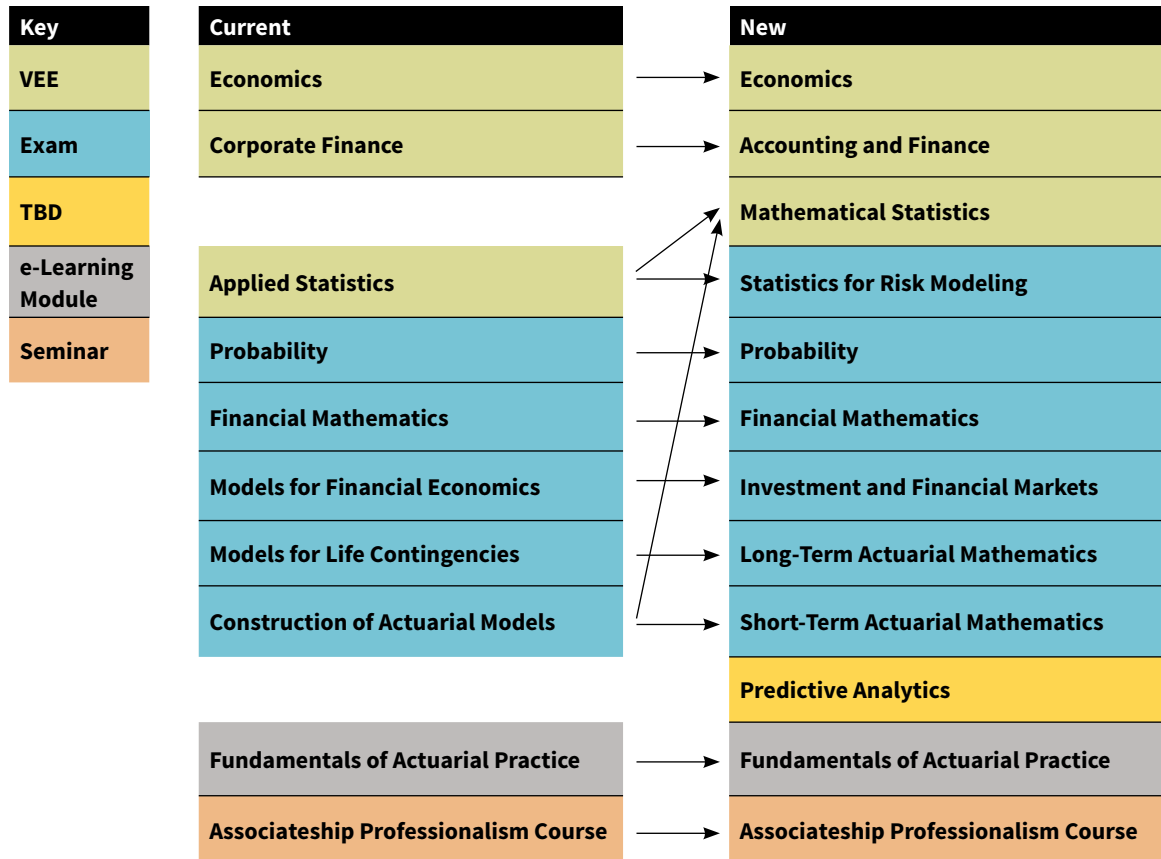 Key
VEE
Exam
TBD
e-Learning
Module
Seminar
Current
Economics
Corporate Finance
Applied Statistics
Probability
Financial Mathematics
Models for Financial Economics
Models for Life Contingencies
Construction of Actuarial Models
Fundamentals of Actuarial Practice
Associateship Professionalism Course
New
Economics
Accounting and Finance
Mathematical Statistics
Statistics for Risk Modeling
Probability
Financial Mathematics
Investment and Financial Markets
Long-Term Actuarial Mathematics
Short-Term Actuarial Mathematics
Predictive Analytics
Fundamentals of Actuarial Practice
Associateship Professionalism Course